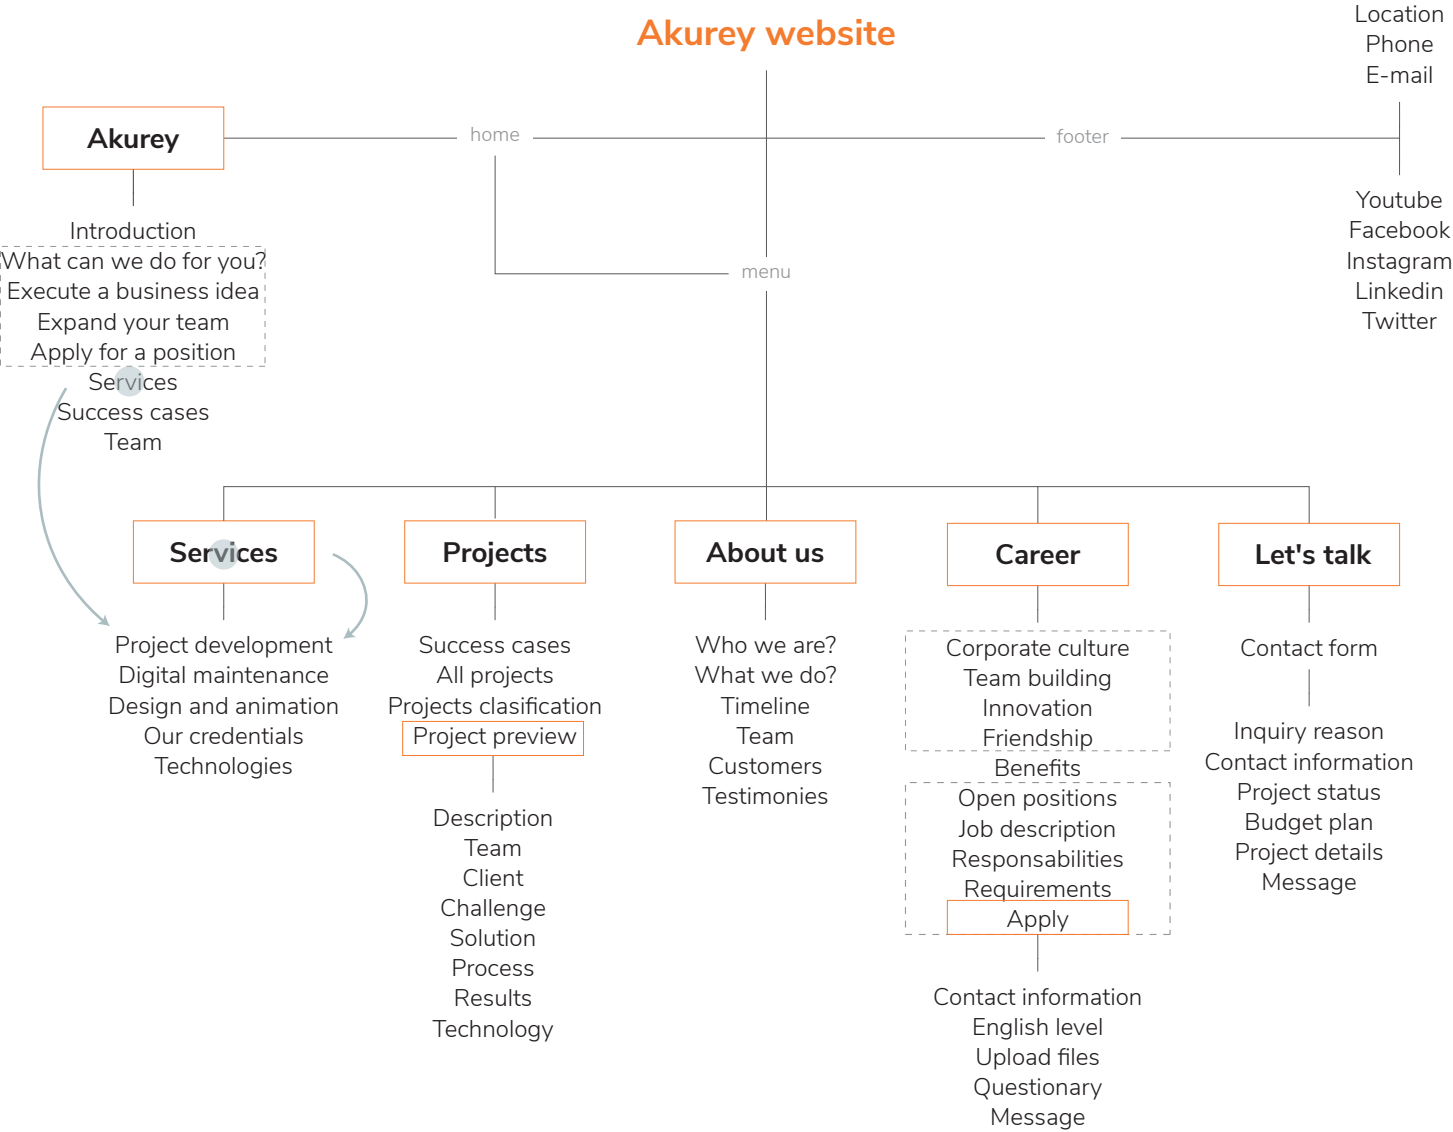 Akurey website
Location
Phone
E-mail
Akurey
home
footer
Introduction
What can we do for you?
Execute a business idea
Expand your team
Apply for a position
Services
Success cases
Team
menu
Youtube
Facebook
Instagram
Linkedin
Twitter
Services
Project development
Digital maintenance
Design and animation
Our credentials
Technologies
Projects
Success cases
All projects
Projects clasification
Project preview
Description
Team
Client
Challenge
Solution
Process
Results
Technology
About us
Who we are?
What we do?
Timeline
Team
Customers
Testimonies
Career
Corporate culture
Team building
Innovation
Friendship
Benefits
Open positions
Job description
Responsabilities
Requirements
Apply
Contact information
English level
Upload files
Questionary
Message
Let's talk
Contact form
Inquiry reason
Contact information
Project status
Budget plan
Project details
Message